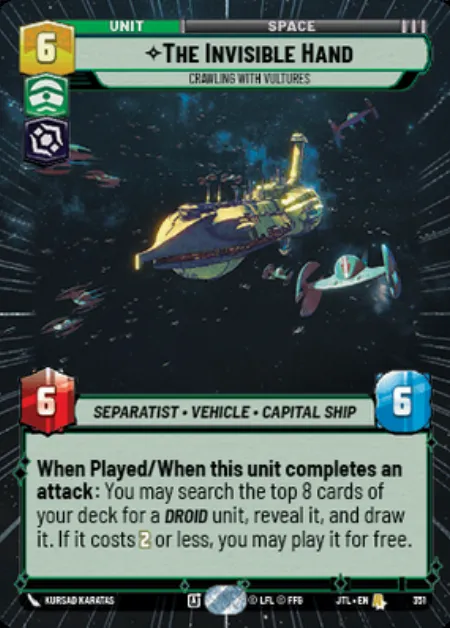 UNIT SPACE
6 THE INVISIBLE HAND
CRAWLING WITH VULTURES
6 SEPARATIST • VEHICLE • CAPITAL SHIP 6
When Played/When this unit completes an
attack: You may search the top 8 cards of
your deck for a DROID unit, reveal it, and draw
it. If it costs 2 or less, you may play it for free.
KURSAD KARATAS © LFL © FFG JTL • EN 351